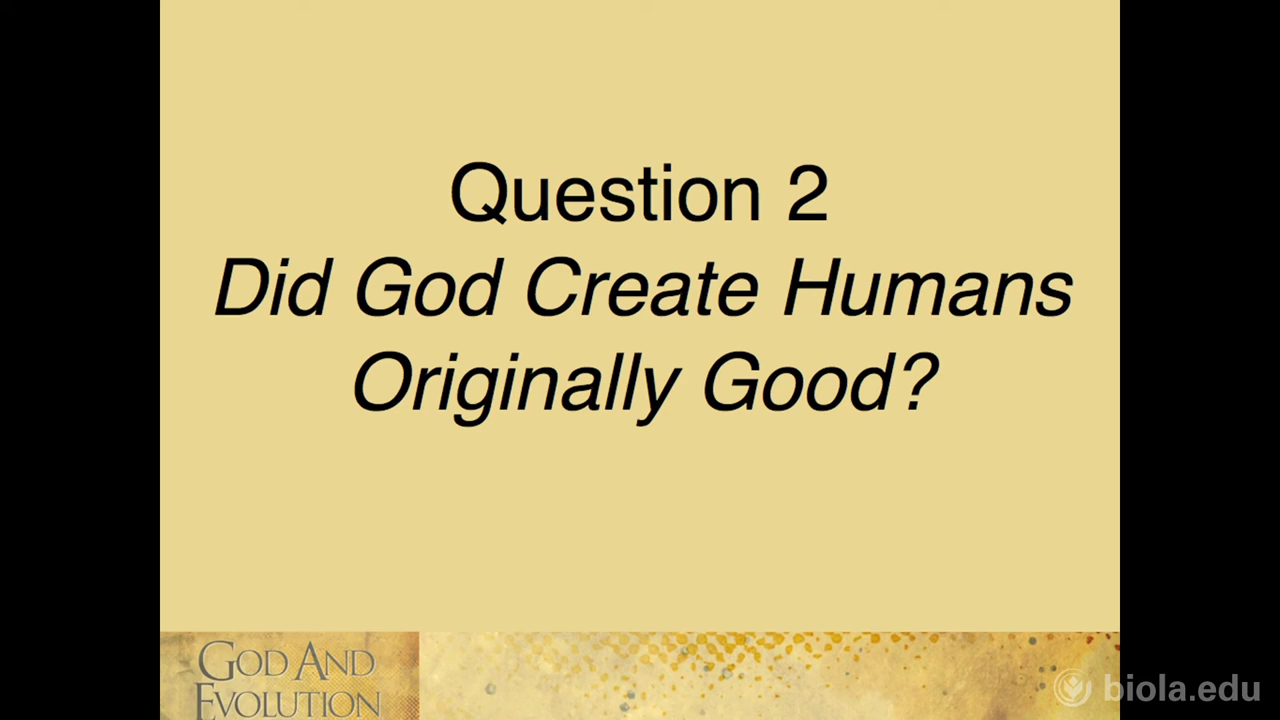 Question 2
Did God Create Humans
Originally Good?
GOD AND
EVOLUTION
biola.edu